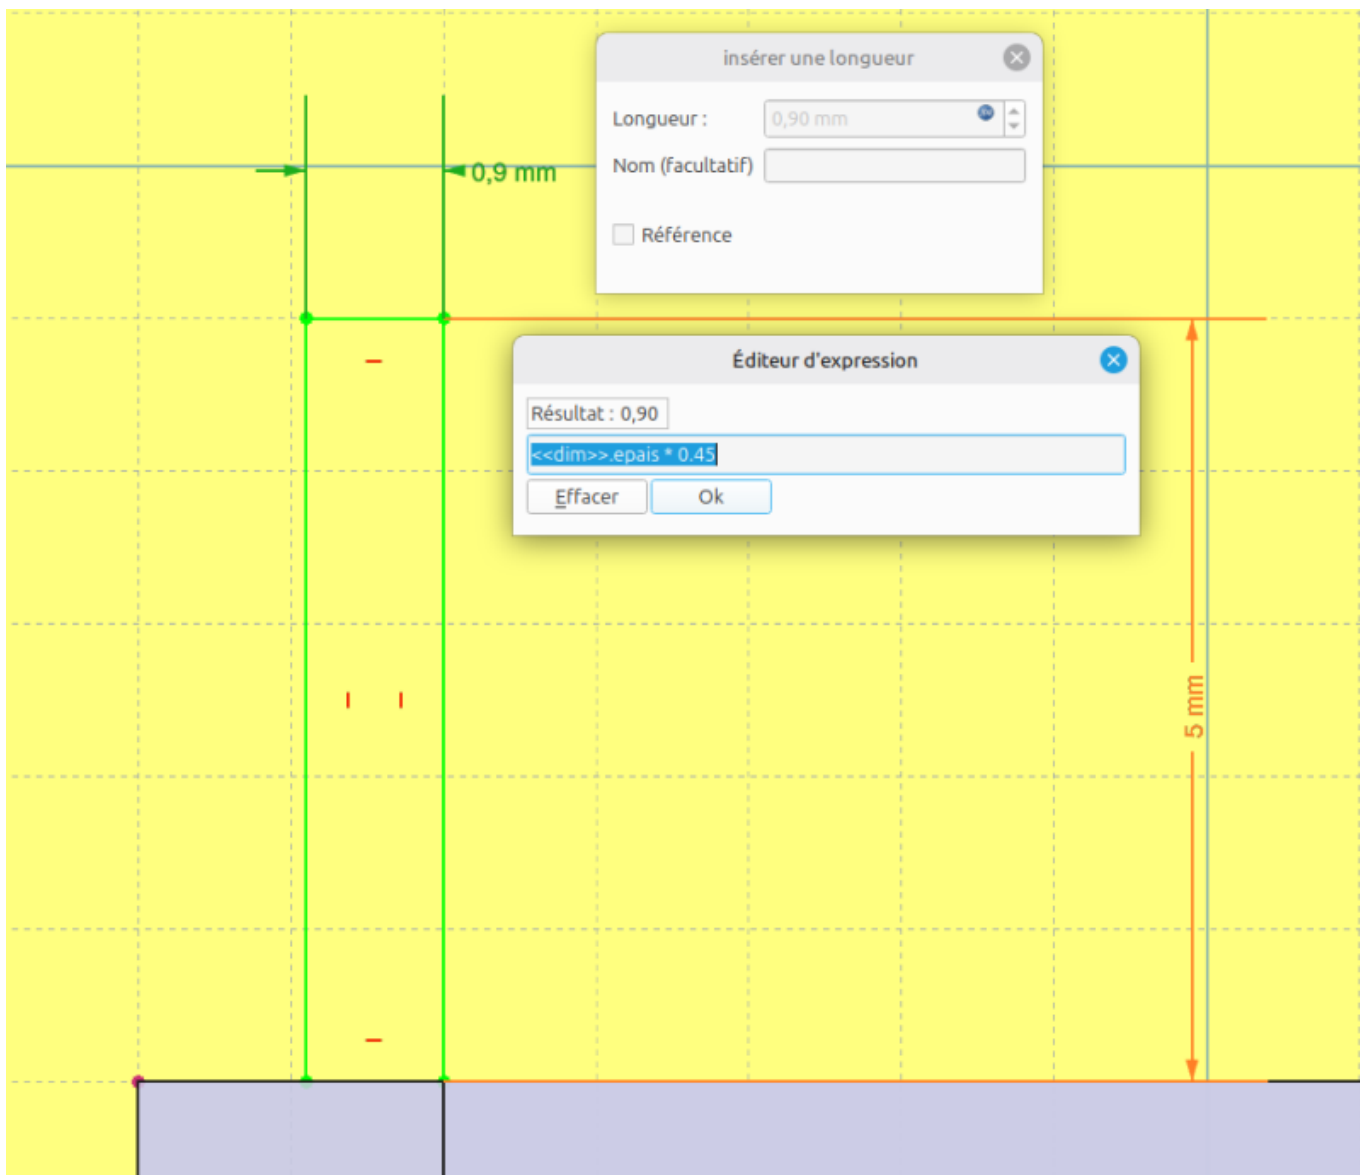 insérer une longueur
Longueur : 0,90 mm
Nom (facultatif)
0,9 mm
Référence
Éditeur d'expression
Résultat : 0,90
<<dim>>.epais * 0.45
Effacer Ok
5 mm